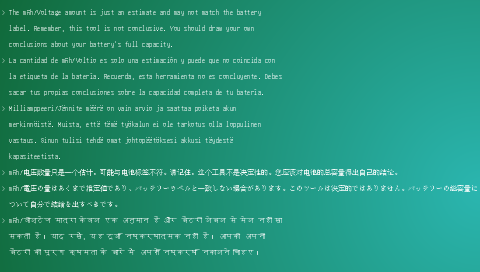 > The mAh/Voltage amount is just an estimate and may not match the battery
label. Remember, this tool is not conclusive. You should draw your own
conclusions about your battery's full capacity.
> La cantidad de mAh/Voltio es solo una estimación y puede que no coincida con
la etiqueta de la batería. Recuerda, esta herramienta no es concluyente. Debes
sacar tus propias conclusiones sobre la capacidad completa de tu batería.
> Milliamppeeri/Jännite määrä on vain arvio ja saattaa poiketa akun
merkinnöistä. Muista, että tämä työkalun ei ole tarkotus olla loppulinen
vastaus. Sinun tulisi tehdä omat johtopäätöksesi akkusi täydestä
kapasiteetista.
> mAh/电压数量只是一个估计，可能与电池标签不符。请记住，这个工具不是决定性的。您应该对电池的总容量得出自己的结论。
> mAh/電圧の量はあくまで推定値であり、バッテリーラベルと一致しない場合があります。このツールは決定的ではありません。バッテリーの総容量に
ついて自分で結論を出すべきです。
> mAh/वोल्टेज मात्रा केवल एक अनुमान है और बैटरी लेबल से मेल नहीं खा
सकती है। याद रखें, यह टूल निष्कर्षात्मक नहीं है। आपको अपनी
बैटरी की पूर्ण क्षमता के बारे में अपने निष्कर्ष निकालने चाहिए।